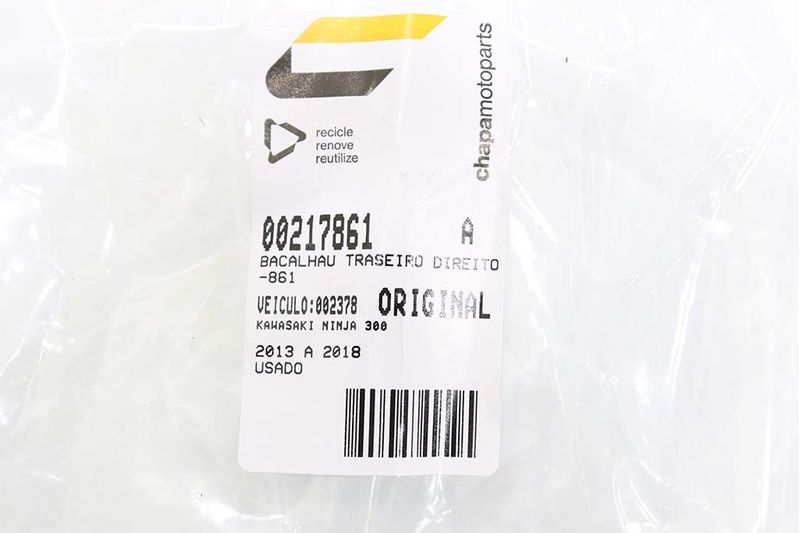 chapamotoparts
recicle
renove
reutilize
00217861 A
BACALHAU TRASEIRO DIREITO
-861
VEICULO:002378 ORIGINAL
KAWASAKI NINJA 300
2013 A 2018
USADO